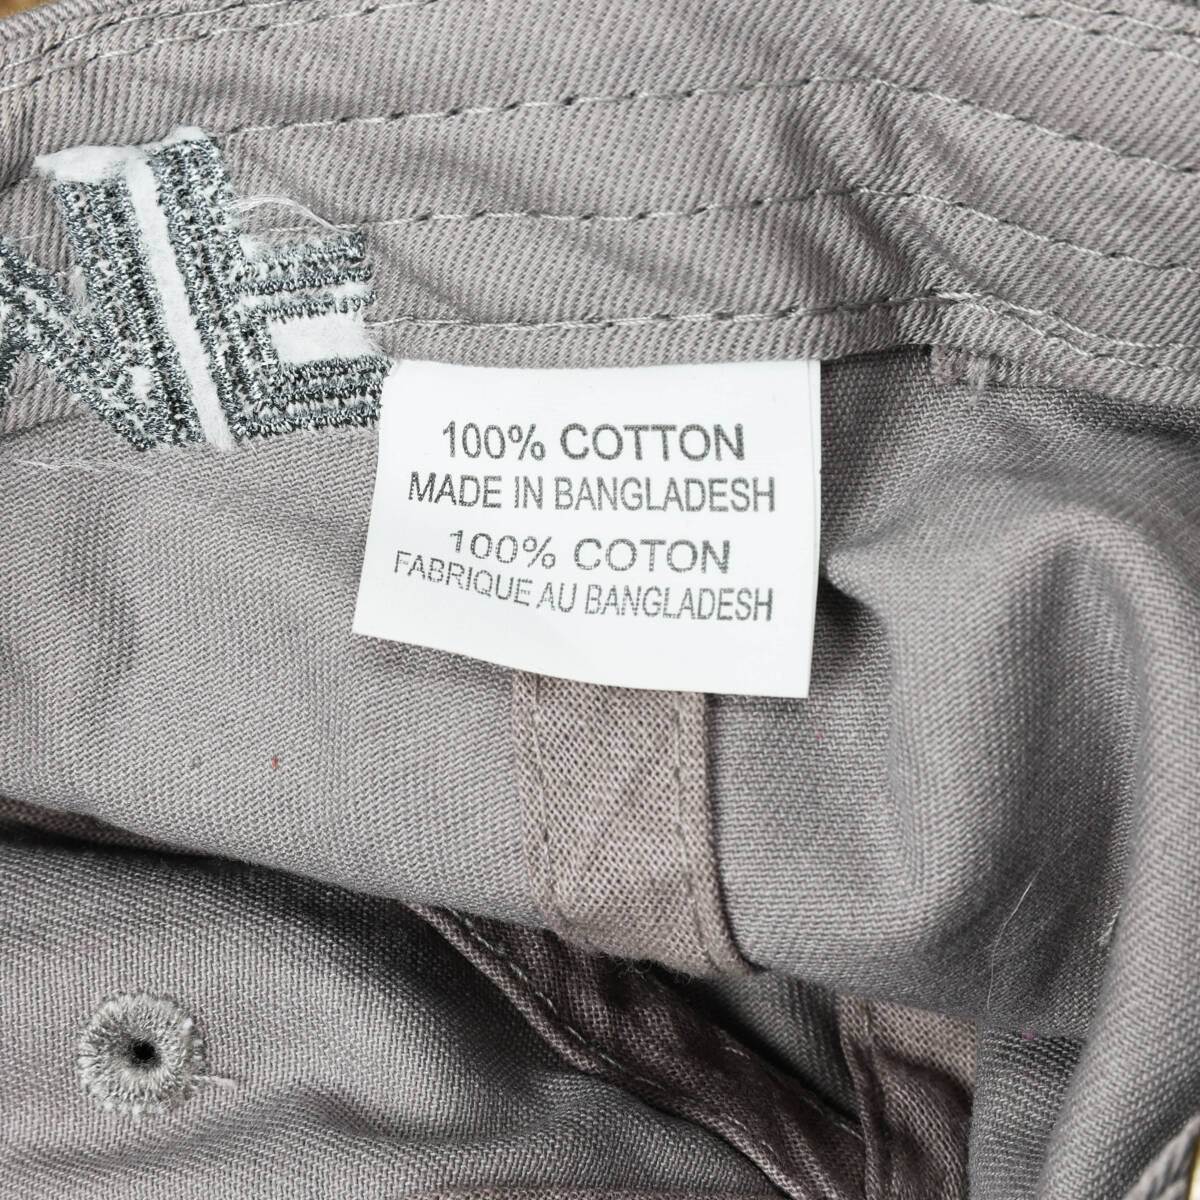 100% COTTON
MADE IN BANGLADESH
100% COTON
FABRIQUE AU BANGLADESH